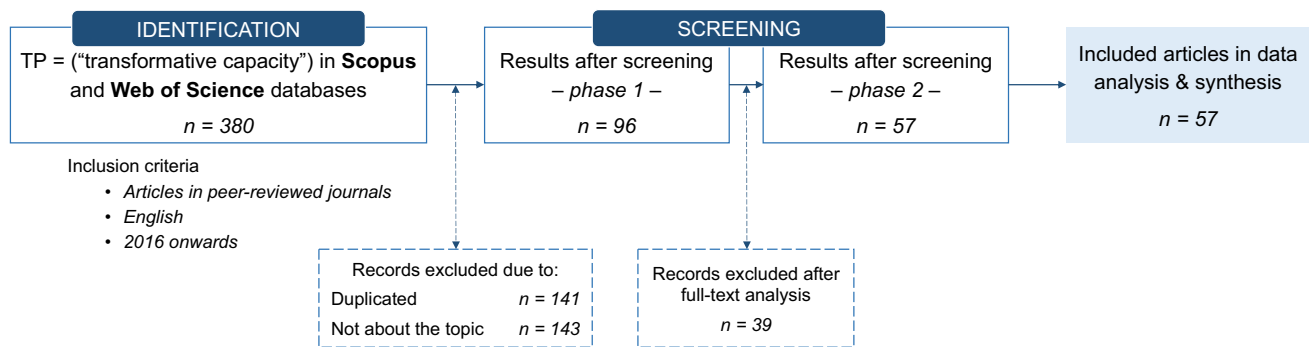 IDENTIFICATION
TP = (“transformative capacity”) in Scopus
and Web of Science databases
n = 380
Inclusion criteria
• Articles in peer-reviewed journals
• English
• 2016 onwards
SCREENING
Results after screening
– phase 1 –
n = 96
Results after screening
– phase 2 –
n = 57
Included articles in data
analysis & synthesis
n = 57
Records excluded due to:
Duplicated n = 141
Not about the topic n = 143
Records excluded after
full-text analysis
n = 39